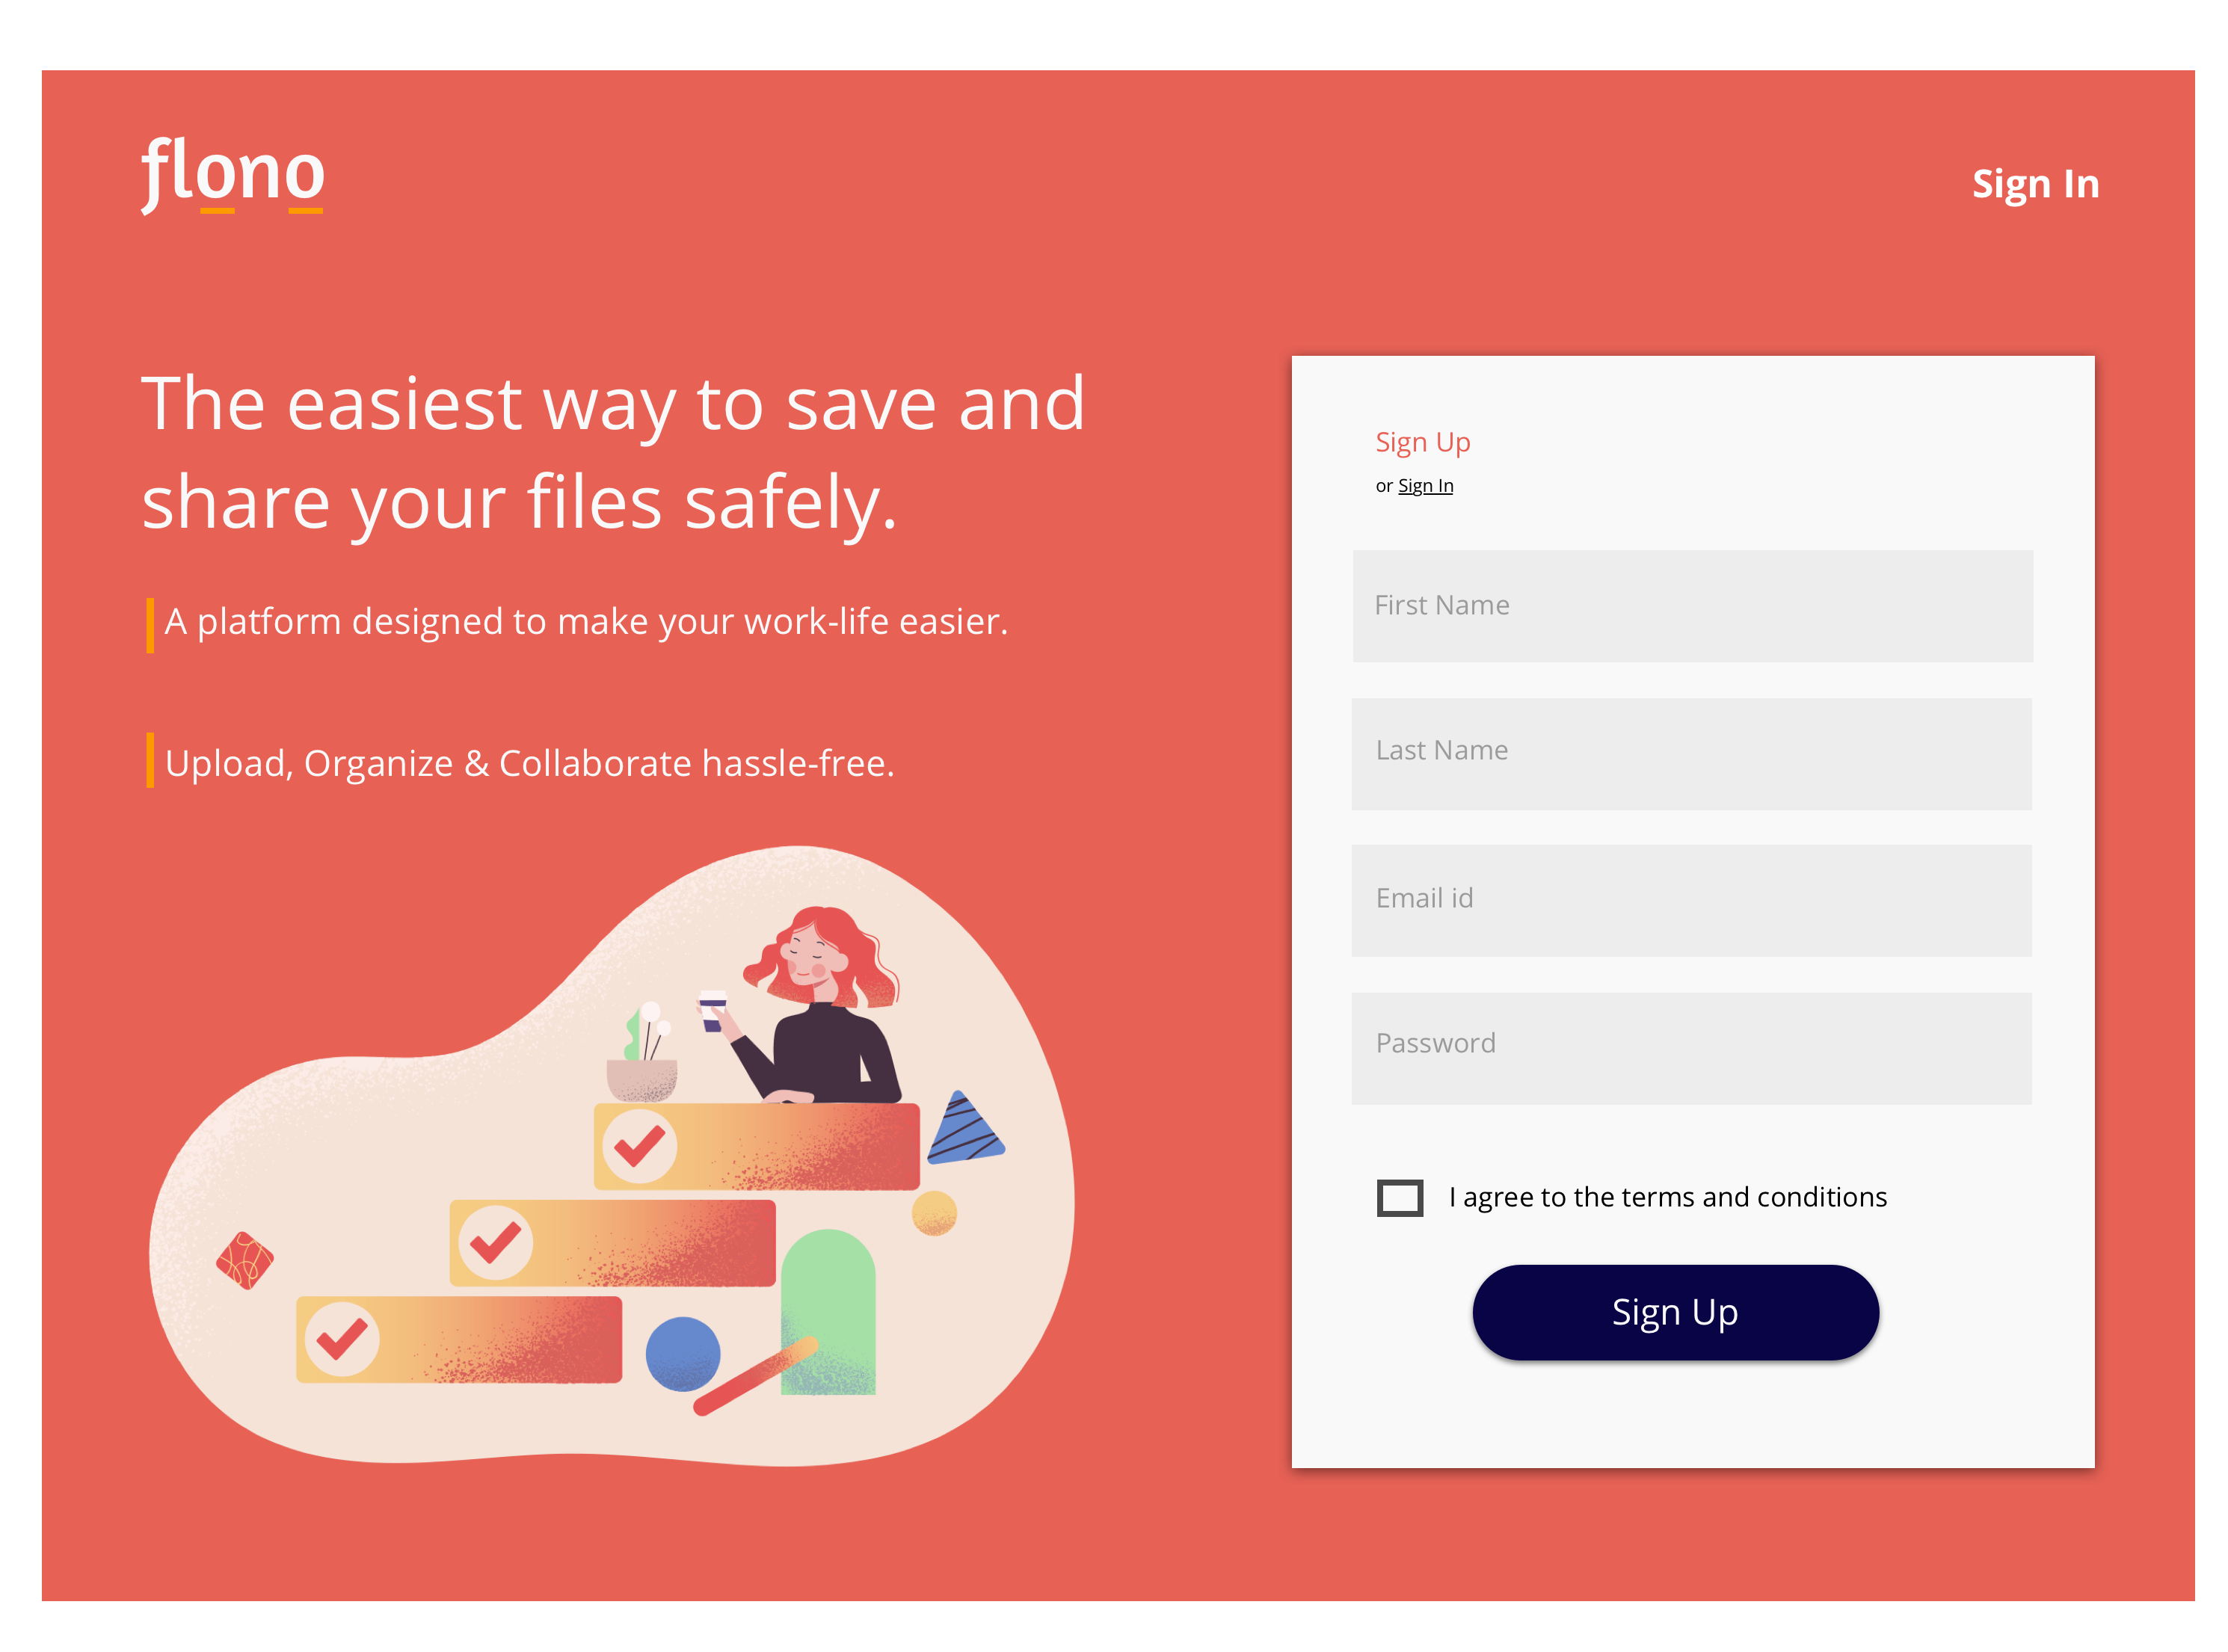 flono
Sign In
The easiest way to save and
share your files safely.
A platform designed to make your work-life easier.
Upload, Organize & Collaborate hassle-free.
Sign Up
or Sign In
First Name
Last Name
Email id
Password
I agree to the terms and conditions
Sign Up